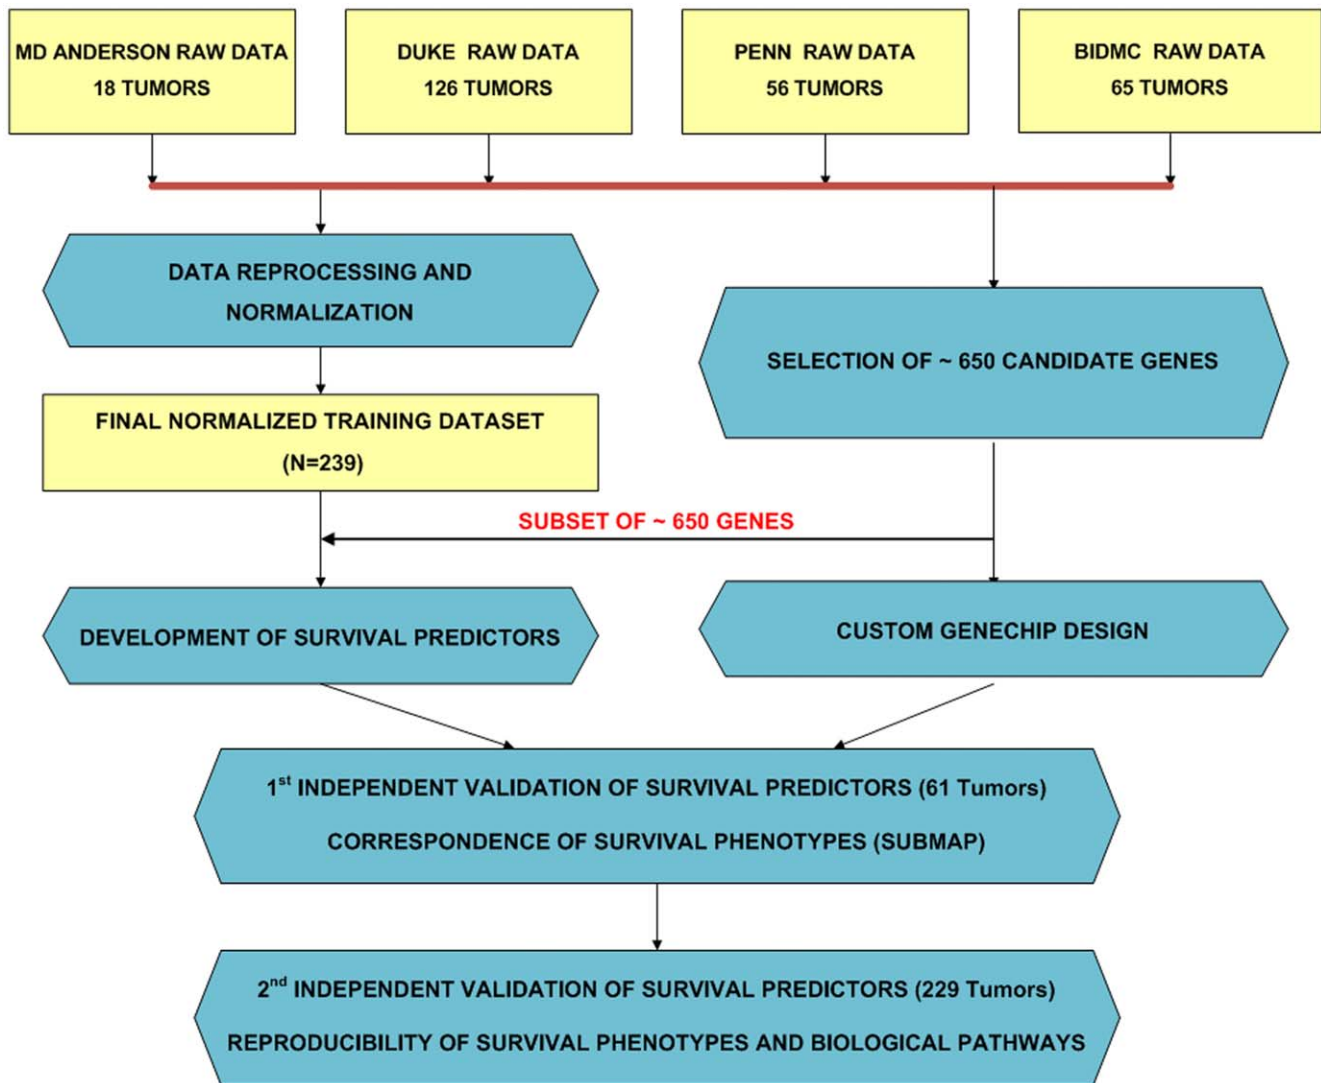 MD ANDERSON RAW DATA
18 TUMORS
DUKE RAW DATA
126 TUMORS
PENN RAW DATA
56 TUMORS
BIDMC RAW DATA
65 TUMORS
DATA REPROCESSING AND
NORMALIZATION
SELECTION OF ~ 650 CANDIDATE GENES
FINAL NORMALIZED TRAINING DATASET
(N=239)
SUBSET OF ~ 650 GENES
DEVELOPMENT OF SURVIVAL PREDICTORS
CUSTOM GENECHIP DESIGN
1st INDEPENDENT VALIDATION OF SURVIVAL PREDICTORS (61 Tumors)
CORRESPONDENCE OF SURVIVAL PHENOTYPES (SUBMAP)
2nd INDEPENDENT VALIDATION OF SURVIVAL PREDICTORS (229 Tumors)
REPRODUCIBILITY OF SURVIVAL PHENOTYPES AND BIOLOGICAL PATHWAYS